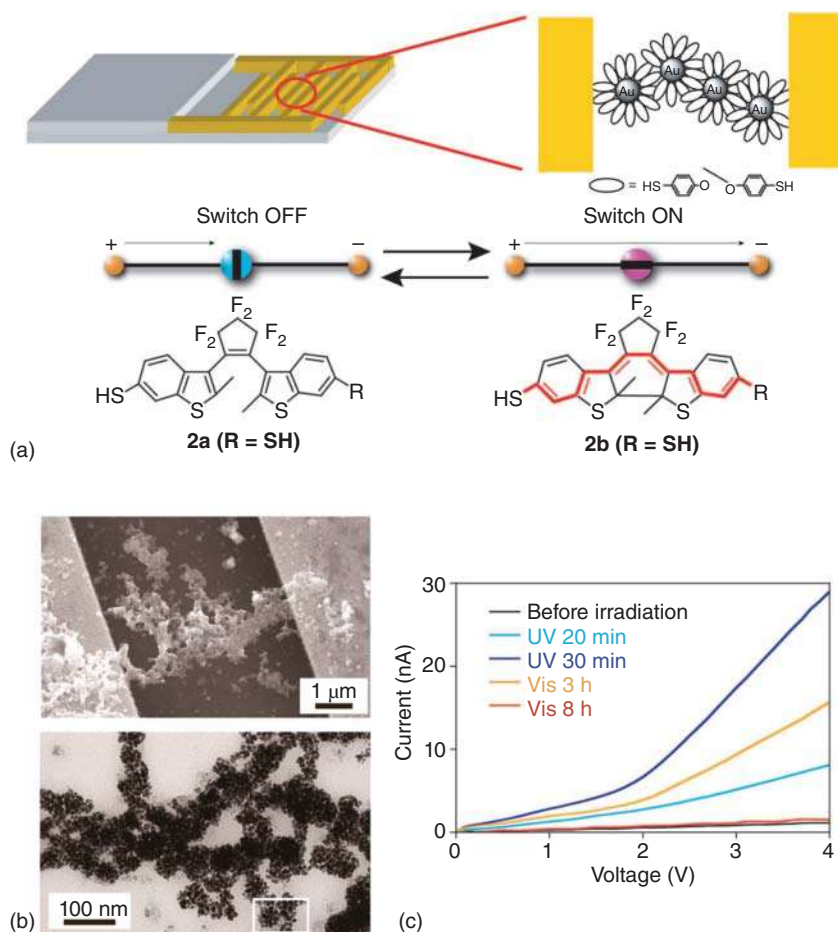 Au Au Au Au
= HS O O SH
Switch OFF Switch ON
+ − + −
F₂ F₂
F₂ F₂ F₂ F₂
HS S S R HS S S R
2a (R = SH) 2b (R = SH)
(a)
1 μm
100 nm
(b)
30
20
10
0
Current (nA)
Before irradiation
UV 20 min
UV 30 min
Vis 3 h
Vis 8 h
0 1 2 3 4
Voltage (V)
(c)